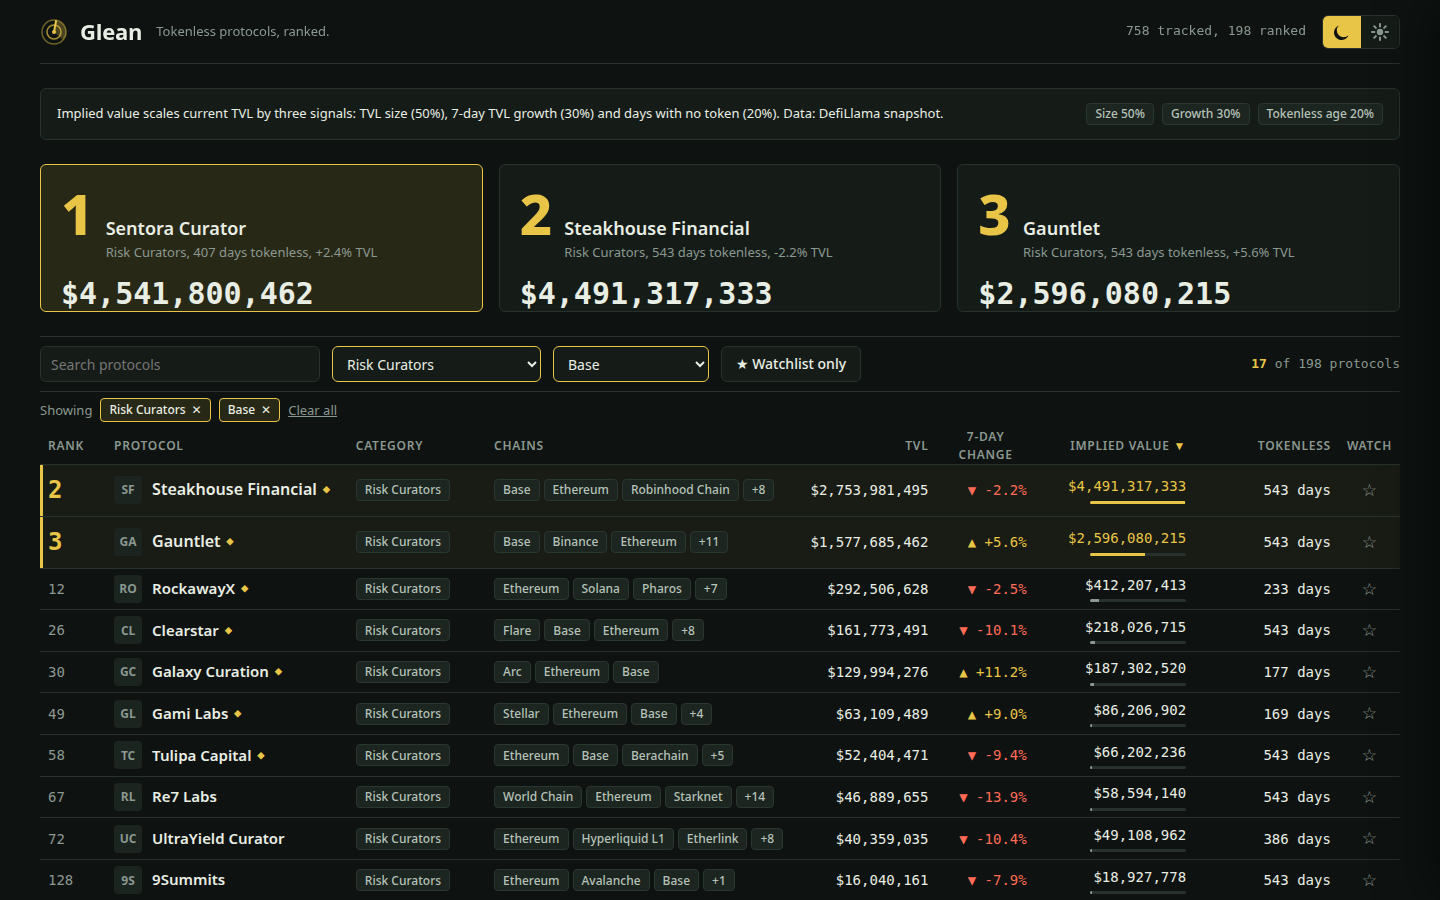 Glean Tokenless protocols, ranked. 758 tracked, 198 ranked
Implied value scales current TVL by three signals: TVL size (50%), 7-day TVL growth (30%) and days with no token (20%). Data: DefiLlama snapshot. Size 50% Growth 30% Tokenless age 20%
1 Sentora Curator
Risk Curators, 407 days tokenless, +2.4% TVL
$4,541,800,462
2 Steakhouse Financial
Risk Curators, 543 days tokenless, -2.2% TVL
$4,491,317,333
3 Gauntlet
Risk Curators, 543 days tokenless, +5.6% TVL
$2,596,080,215
Search protocols Risk Curators Base ★ Watchlist only 17 of 198 protocols
Showing Risk Curators ✕ Base ✕ Clear all
RANK PROTOCOL CATEGORY CHAINS TVL 7-DAY CHANGE IMPLIED VALUE ▼ TOKENLESS WATCH
2 SF Steakhouse Financial ◆ Risk Curators Base Ethereum Robinhood Chain +8 $2,753,981,495 ▼ -2.2% $4,491,317,333 543 days ☆
3 GA Gauntlet ◆ Risk Curators Base Binance Ethereum +11 $1,577,685,462 ▲ +5.6% $2,596,080,215 543 days ☆
12 RO RockawayX ◆ Risk Curators Ethereum Solana Pharos +7 $292,506,628 ▼ -2.5% $412,207,413 233 days ☆
26 CL Clearstar ◆ Risk Curators Flare Base Ethereum +8 $161,773,491 ▼ -10.1% $218,026,715 543 days ☆
30 GC Galaxy Curation ◆ Risk Curators Arc Ethereum Base $129,994,276 ▲ +11.2% $187,302,520 177 days ☆
49 GL Gami Labs ◆ Risk Curators Stellar Ethereum Base +4 $63,109,489 ▲ +9.0% $86,206,902 169 days ☆
58 TC Tulipa Capital ◆ Risk Curators Ethereum Base Berachain +5 $52,404,471 ▼ -9.4% $66,202,236 543 days ☆
67 RL Re7 Labs Risk Curators World Chain Ethereum Starknet +14 $46,889,655 ▼ -13.9% $58,594,140 543 days ☆
72 UC UltraYield Curator Risk Curators Ethereum Hyperliquid L1 Etherlink +8 $40,359,035 ▼ -10.4% $49,108,962 386 days ☆
128 9S 9Summits Risk Curators Ethereum Avalanche Base +1 $16,040,161 ▼ -7.9% $18,927,778 543 days ☆